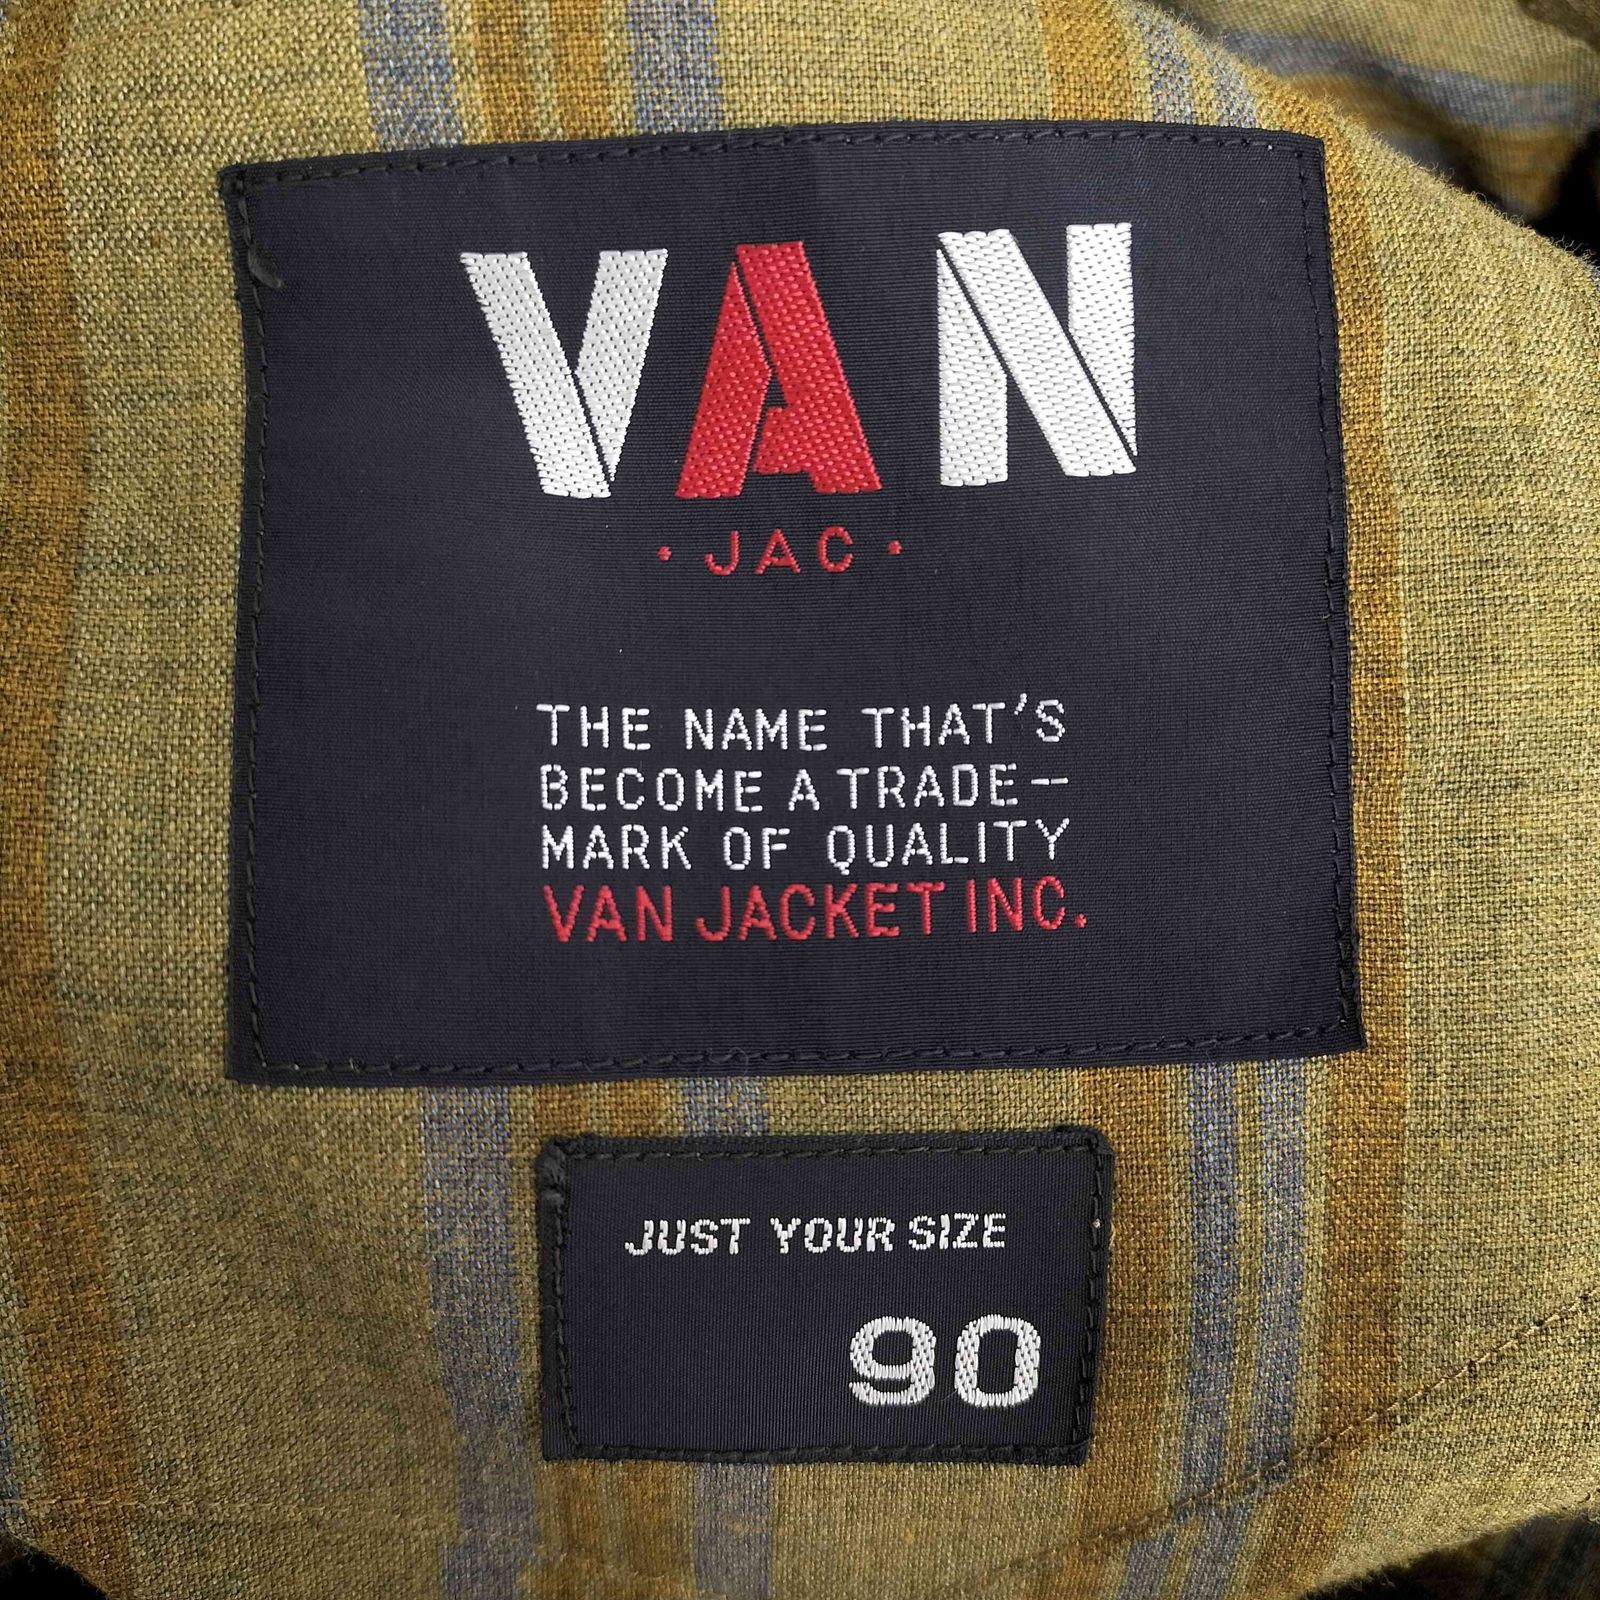 VAN
· JAC ·
THE NAME THAT'S
BECOME A TRADE-
MARK OF QUALITY
VAN JACKET INC.
JUST YOUR SIZE
90